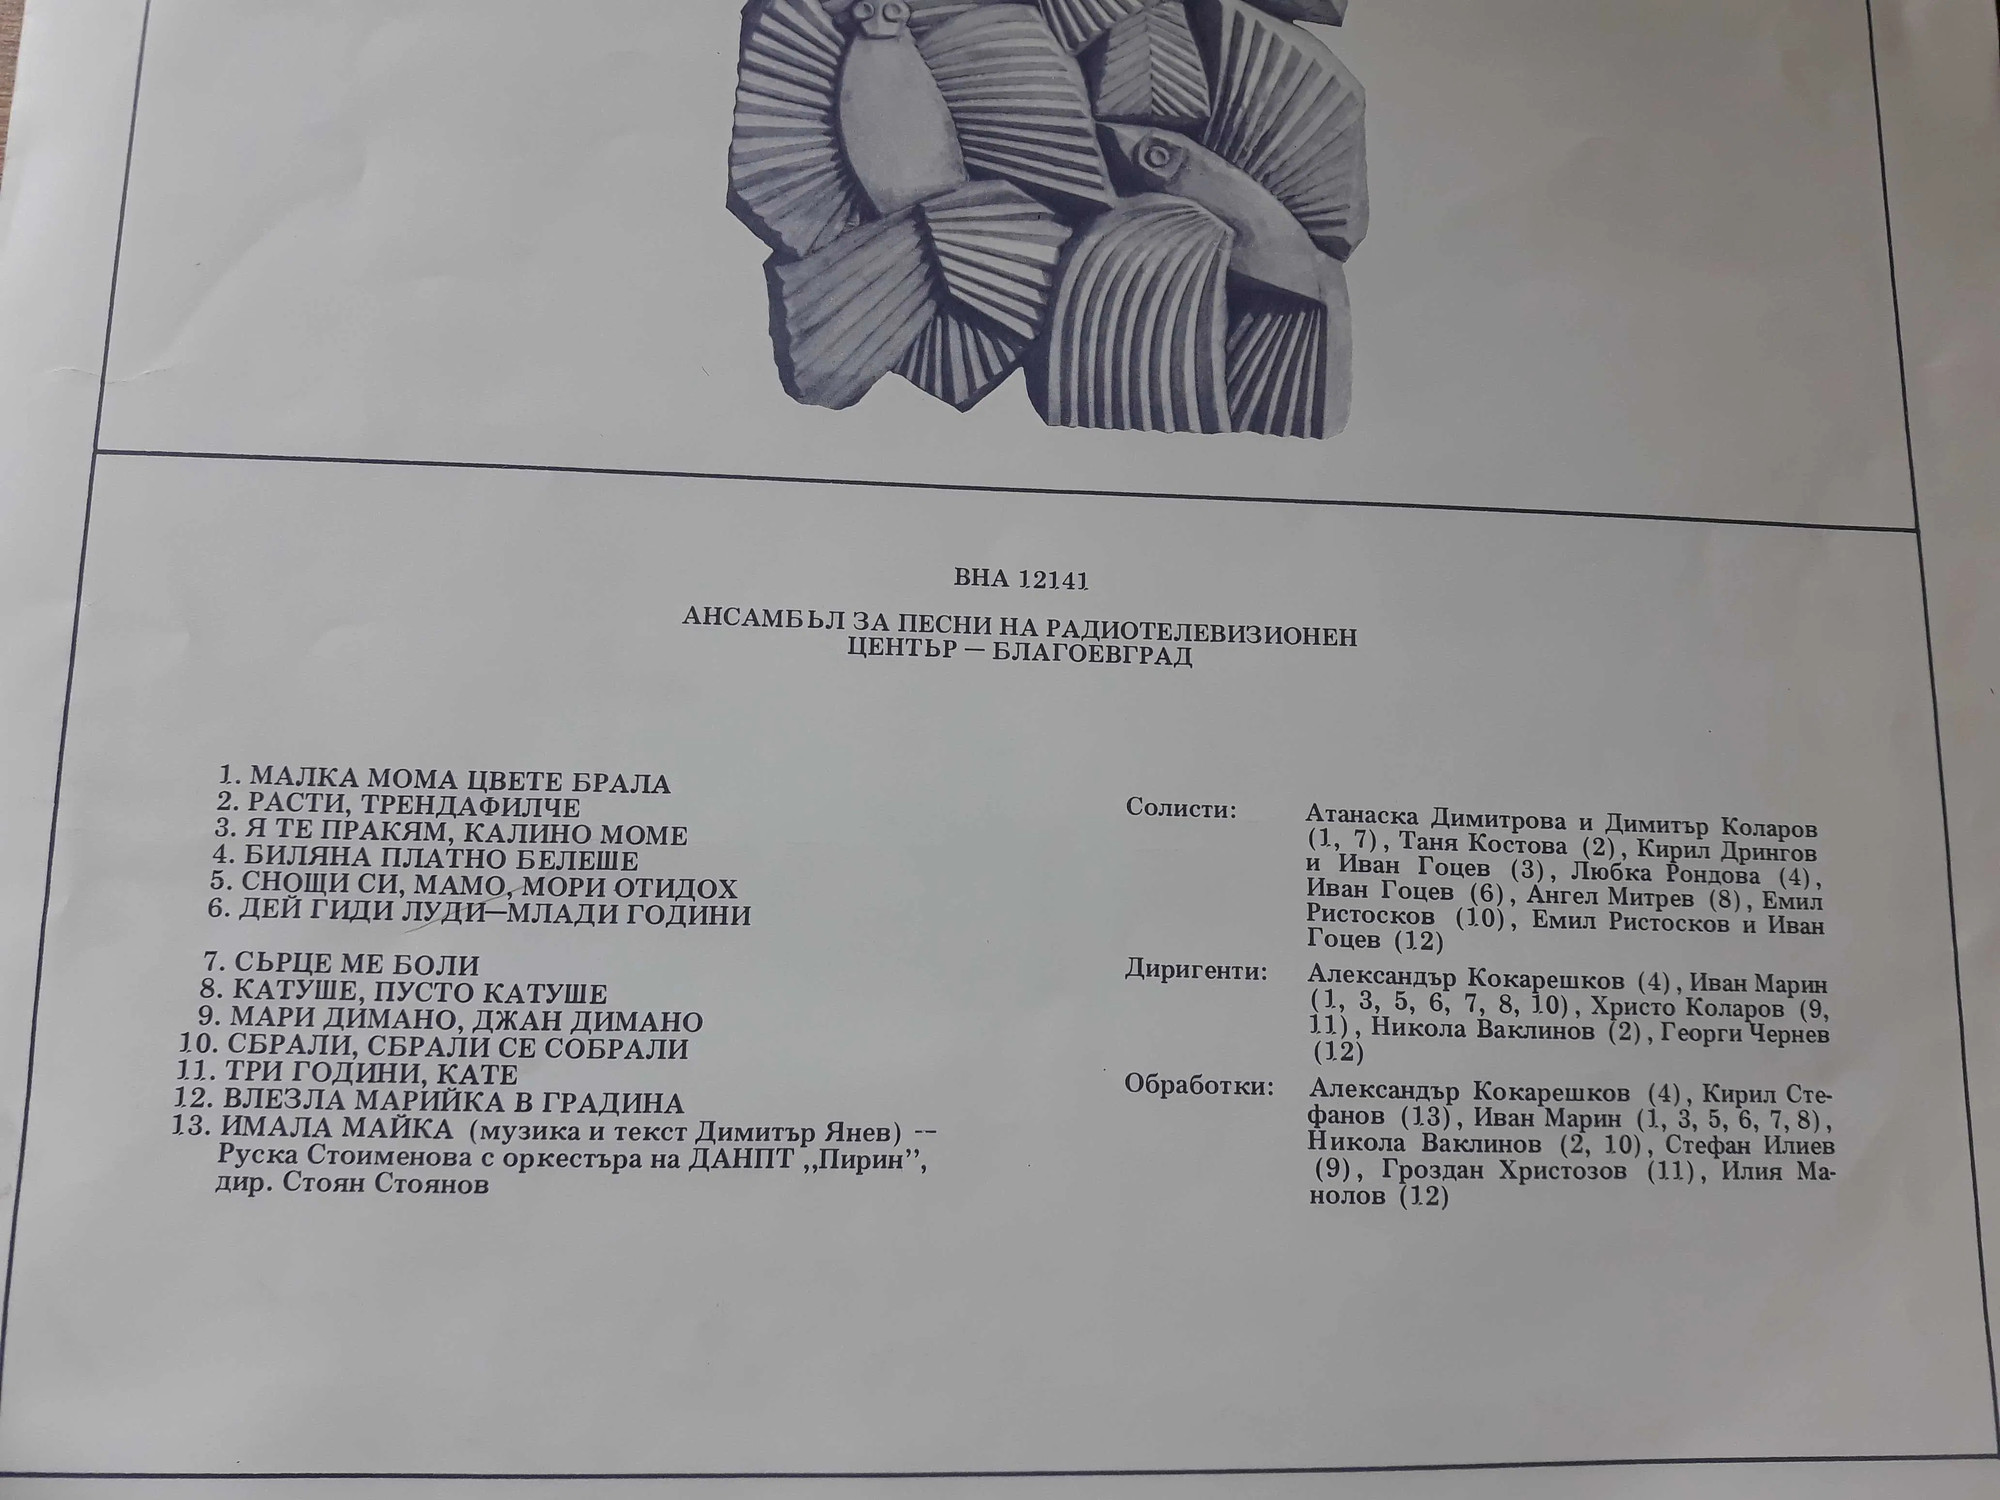 ВНА 12141
АНСАМБЪЛ ЗА ПЕСНИ НА РАДИОТЕЛЕВИЗИОНЕН
ЦЕНТЪР — БЛАГОЕВГРАД
1. МАЛКА МОМА ЦВЕТЕ БРАЛА
2. РАСТИ, ТРЕНДАФИЛЧЕ
3. Я ТЕ ПРАКЯМ, КАЛИНО МОМЕ
4. БИЛЯНА ПЛАТНО БЕЛЕШЕ
5. СНОЩИ СИ, МАМО, МОРИ ОТИДОХ
6. ДЕЙ ГИДИ ЛУДИ—МЛАДИ ГОДИНИ
7. СЪРЦЕ МЕ БОЛИ
8. КАТУШЕ, ПУСТО КАТУШЕ
9. МАРИ ДИМАНО, ДЖАН ДИМАНО
10. СБРАЛИ, СБРАЛИ СЕ СОБРАЛИ
11. ТРИ ГОДИНИ, КАТЕ
12. ВЛЕЗЛА МАРИЙКА В ГРАДИНА
13. ИМАЛА МАЙКА (музика и текст Димитър Янев) --
Руска Стоименова с оркестъра на ДАНПТ ,,Пирин”,
дир. Стоян Стоянов
Солисти: Атанаска Димитрова и Димитър Коларов
(1, 7), Таня Костова (2), Кирил Дрингов
и Иван Гоцев (3), Любка Рондова (4),
Иван Гоцев (6), Ангел Митрев (8), Емил
Ристосков (10), Емил Ристосков и Иван
Гоцев (12)
Диригенти: Александър Кокарешков (4), Иван Марин
(1, 3, 5, 6, 7, 8, 10), Христо Коларов (9,
11), Никола Ваклинов (2), Георги Чернев
(12)
Обработки: Александър Кокарешков (4), Кирил Сте-
фанов (13), Иван Марин (1, 3, 5, 6, 7, 8),
Никола Ваклинов (2, 10), Стефан Илиев
(9), Гроздан Христозов (11), Илия Ма-
нолов (12)